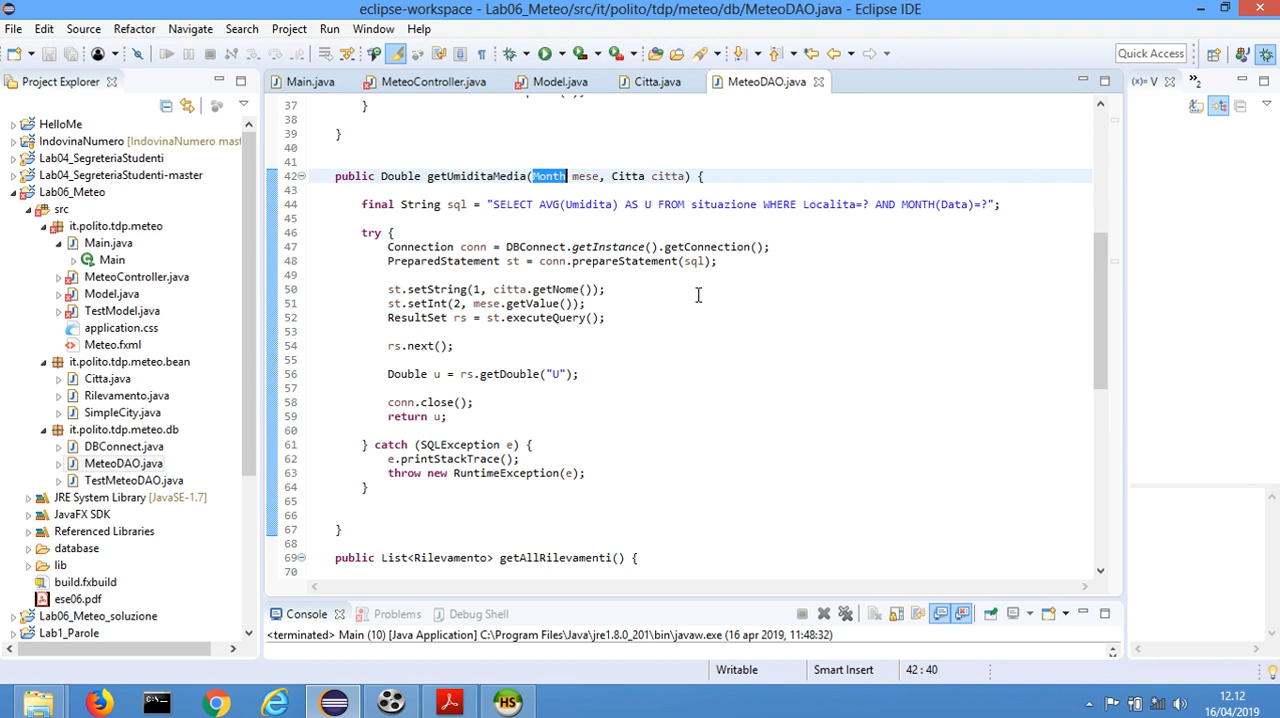 eclipse-workspace - Lab06_Meteo/src/it/polito/tdp/meteo/db/MeteoDAO.java - Eclipse IDE
File Edit Source Refactor Navigate Search Project Run Window Help
Quick Access
Project Explorer
Main.java
MeteoController.java
Model.java
Citta.java
MeteoDAO.java
(x)= V
HelloMe
IndovinaNumero [IndovinaNumero mast
Lab04_SegreteriaStudenti
Lab04_SegreteriaStudenti-master
Lab06_Meteo
src
it.polito.tdp.meteo
Main.java
Main
MeteoController.java
Model.java
TestModel.java
application.css
Meteo.fxml
it.polito.tdp.meteo.bean
Citta.java
Rilevamento.java
SimpleCity.java
it.polito.tdp.meteo.db
DBConnect.java
MeteoDAO.java
TestMeteoDAO.java
JRE System Library [JavaSE-1.7]
JavaFX SDK
Referenced Libraries
database
lib
build.fxbuild
ese06.pdf
Lab06_Meteo_soluzione
Lab1_Parole
37 }
38
39 }
40
41
42 public Double getUmiditaMedia(Month mese, Citta citta) {
43
44 final String sql = "SELECT AVG(Umidita) AS U FROM situazione WHERE Localita=? AND MONTH(Data)=?";
45
46 try {
47 Connection conn = DBConnect.getInstance().getConnection();
48 PreparedStatement st = conn.prepareStatement(sql);
49
50 st.setString(1, citta.getNome());
51 st.setInt(2, mese.getValue());
52 ResultSet rs = st.executeQuery();
53
54 rs.next();
55
56 Double u = rs.getDouble("U");
57
58 conn.close();
59 return u;
60
61 } catch (SQLException e) {
62 e.printStackTrace();
63 throw new RuntimeException(e);
64 }
65
66
67 }
68
69 public List<Rilevamento> getAllRilevamenti() {
70
Console
Problems
Debug Shell
<terminated> Main (10) [Java Application] C:\Program Files\Java\jre1.8.0_201\bin\javaw.exe (16 apr 2019, 11:48:32)
Writable
Smart Insert
42 : 40
HS
12.12
16/04/2019